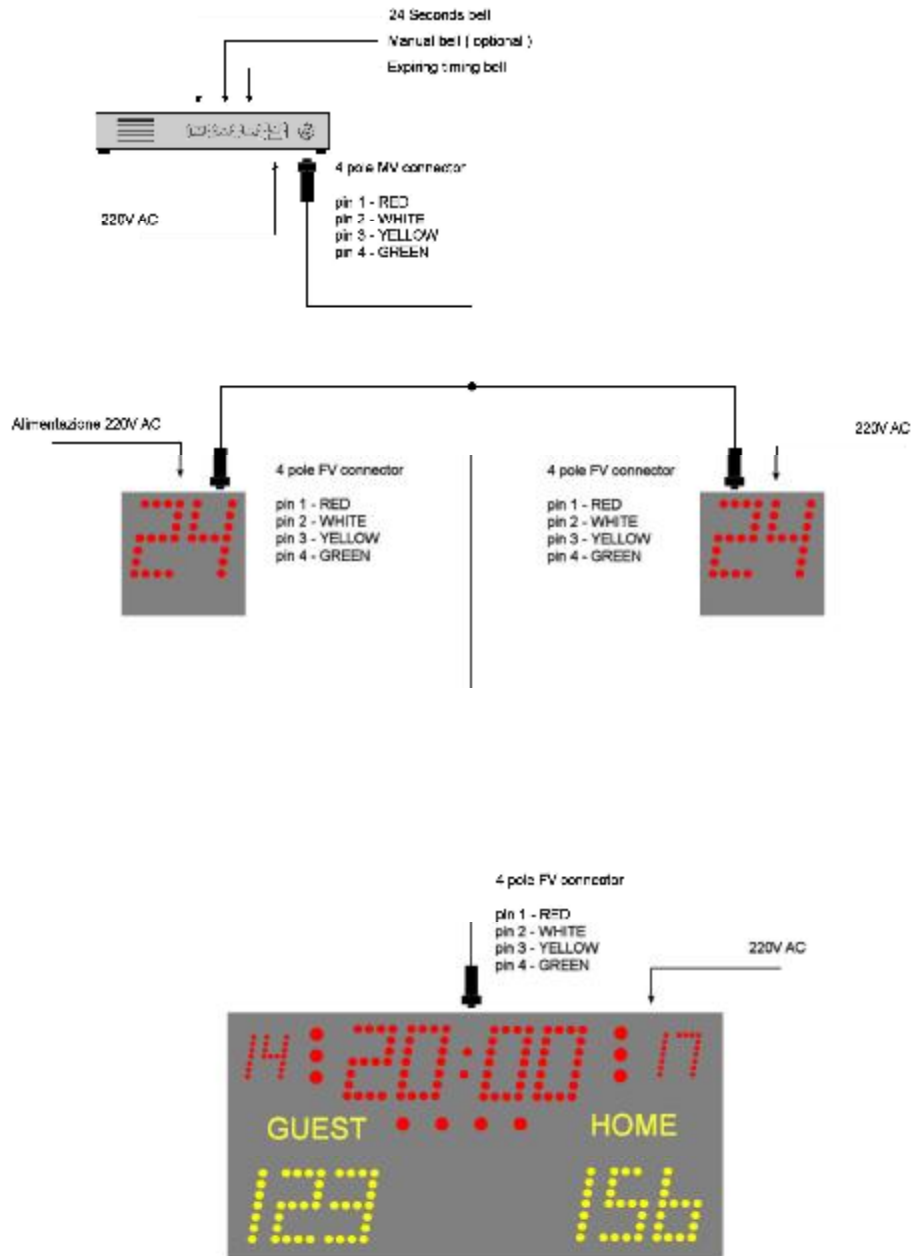 24 Seconds bell
Manual bell ( optional )
Expiring timing bell
4 pole MV connector
pin 1 - RED
pin 2 - WHITE
pin 3 - YELLOW
pin 4 - GREEN
220V AC
Alimentazione 220V AC
220V AC
4 pole FV connector
pin 1 - RED
pin 2 - WHITE
pin 3 - YELLOW
pin 4 - GREEN
4 pole FV connector
pin 1 - RED
pin 2 - WHITE
pin 3 - YELLOW
pin 4 - GREEN
24
24
4 pole FV connector
pin 1 - RED
pin 2 - WHITE
pin 3 - YELLOW
pin 4 - GREEN
220V AC
14 20:00 17
GUEST HOME
123 156